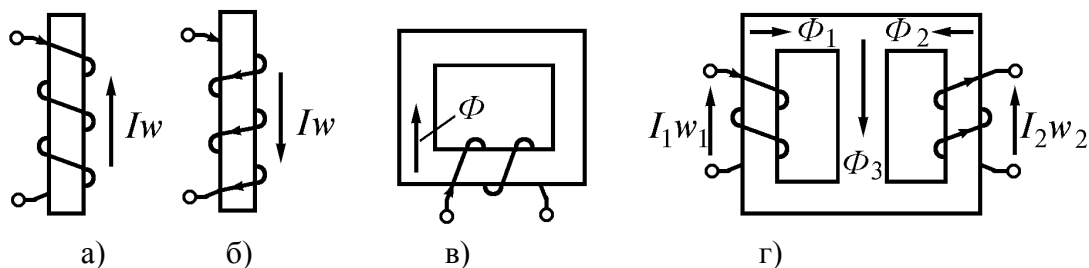 Iw
Iw
Φ
Φ₁ Φ₂
I₁w₁ Φ₃ I₂w₂
а) б) в) г)